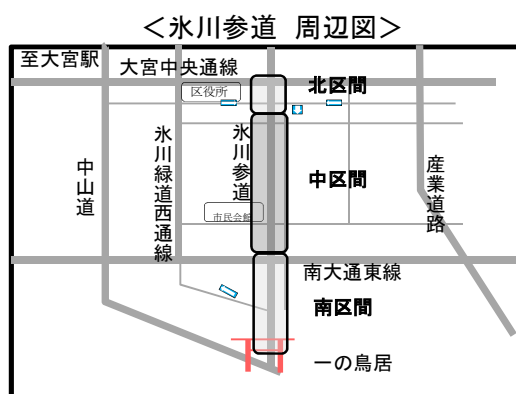 ＜氷川参道 周辺図＞
至大宮駅
大宮中央通線
北区間
区役所
氷川参道
氷川緑道西通線
中山道
中区間
産業道路
市民会館
南大通東線
南区間
一の鳥居